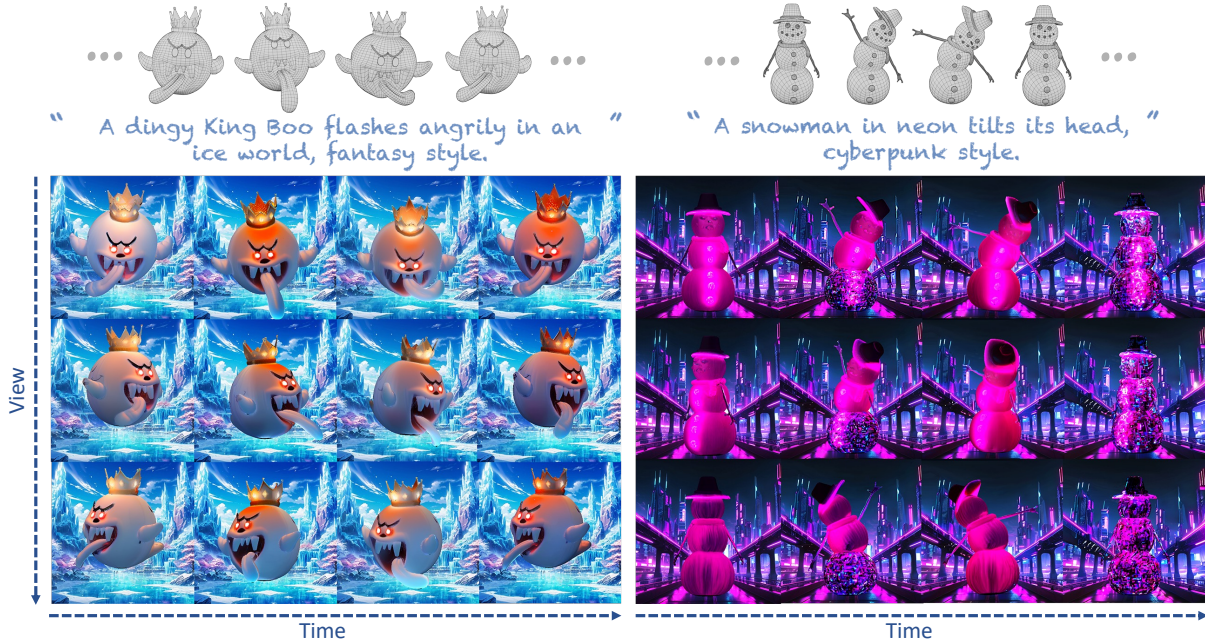 “ A dingy King Boo flashes angrily in an ”
ice world, fantasy style.
“ A snowman in neon tilts its head, ”
cyberpunk style.
View
Time
Time